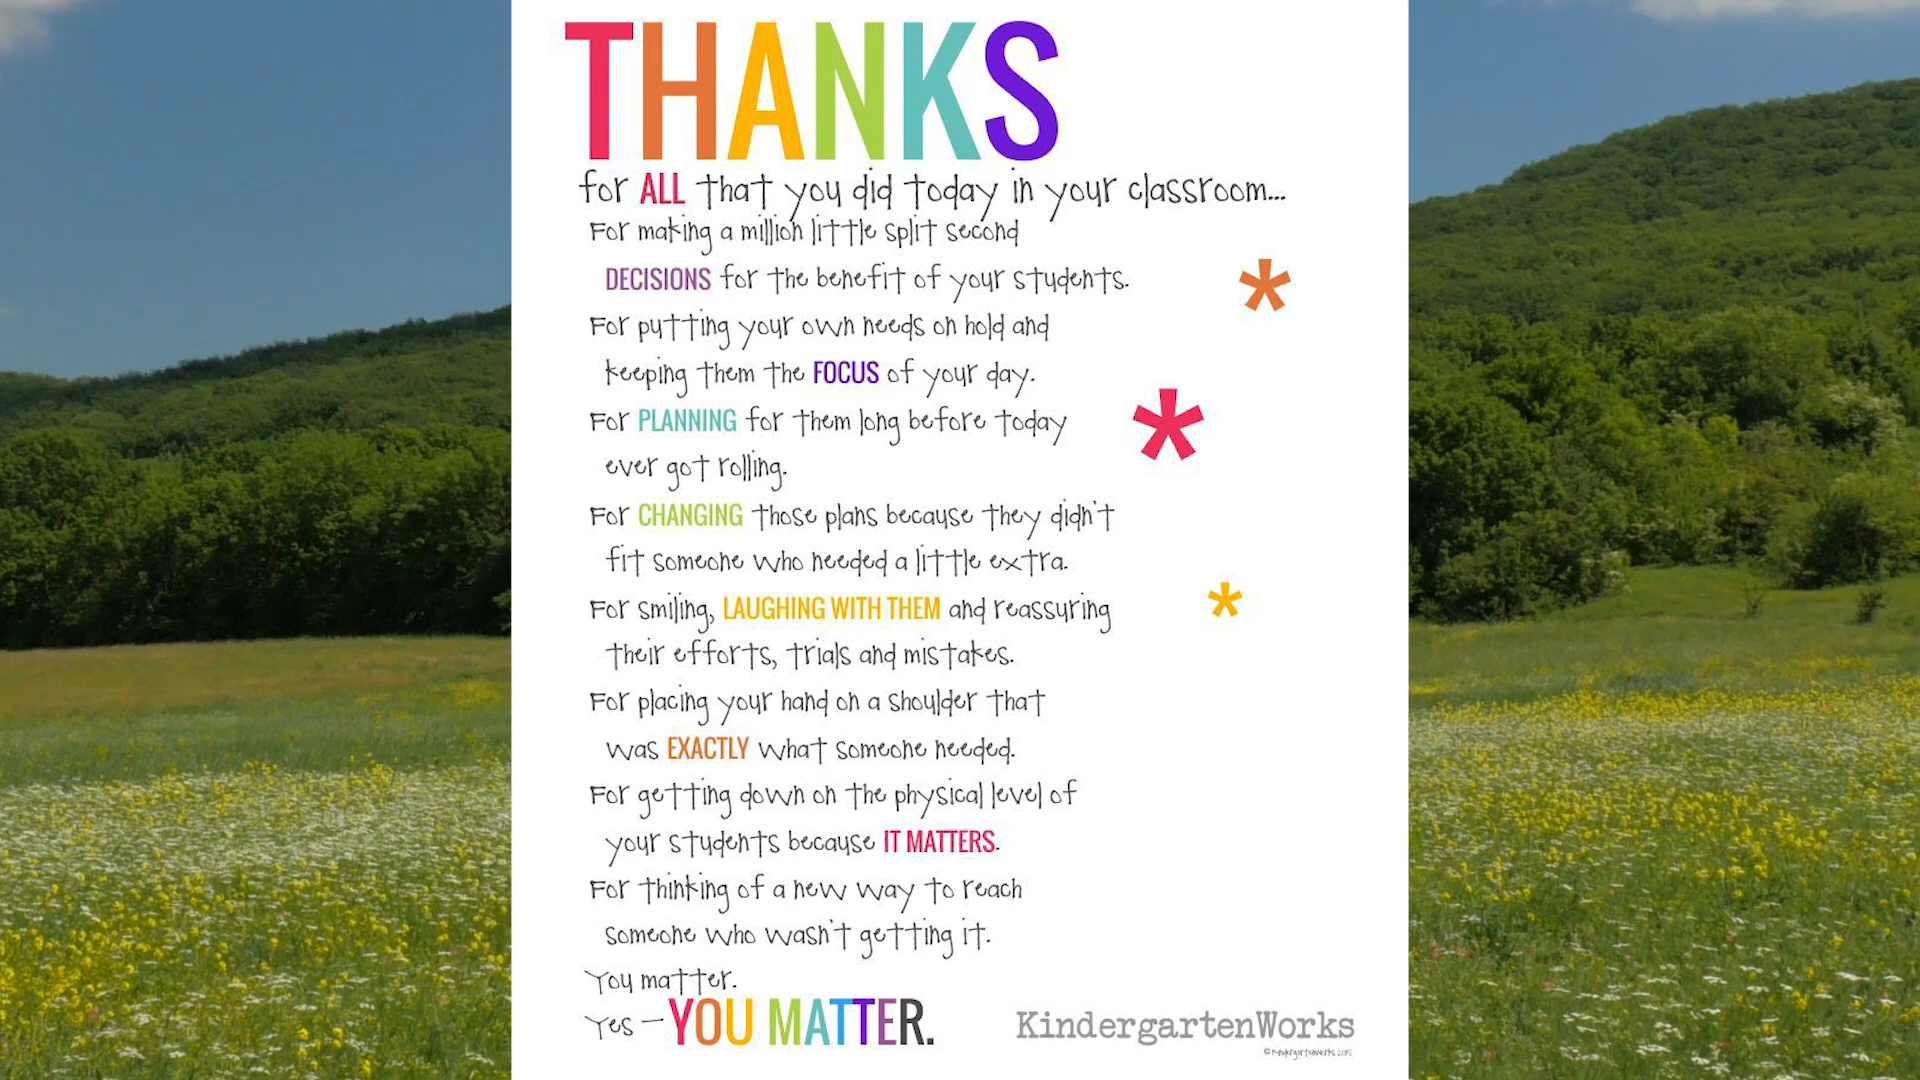 THANKS
for ALL that you did today in your classroom...
For making a million little split second
DECISIONS for the benefit of your students.
For putting your own needs on hold and
keeping them the FOCUS of your day.
For PLANNING for them long before today
ever got rolling.
For CHANGING those plans because they didn't
fit someone who needed a little extra.
For smiling, LAUGHING WITH THEM and reassuring
their efforts, trials and mistakes.
For placing your hand on a shoulder that
was EXACTLY what someone needed.
For getting down on the physical level of
your students because IT MATTERS.
For thinking of a new way to reach
someone who wasn't getting it.
You matter.
Yes – YOU MATTER.
KindergartenWorks
© KindergartenWorks 2015